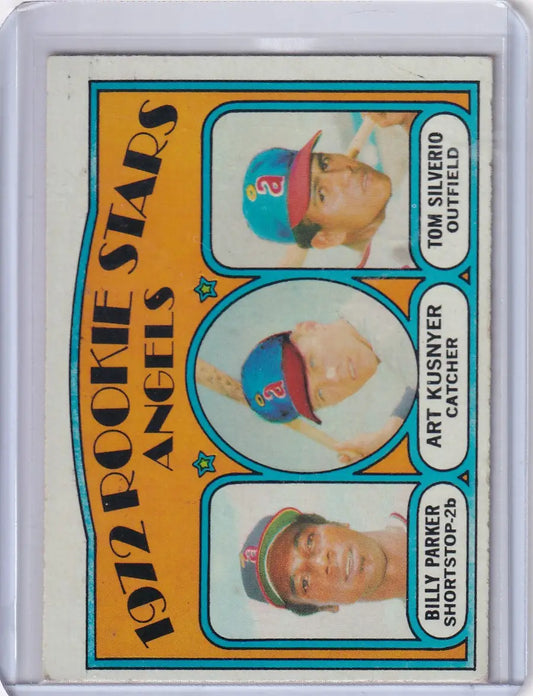 1972 ROOKIE STARS
ANGELS
BILLY PARKER
SHORTSTOP-2b
ART KUSNYER
CATCHER
TOM SILVERIO
OUTFIELD
a
a
a